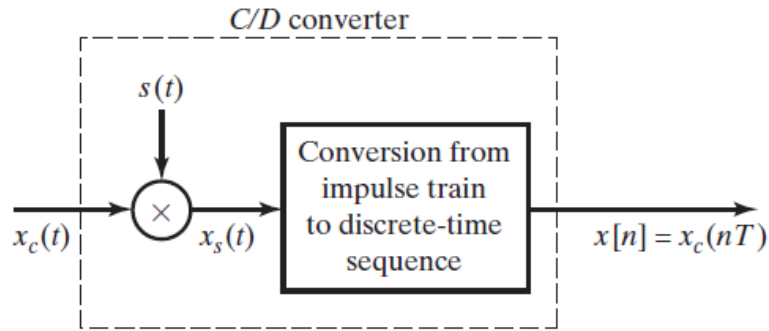 C/D converter
s(t)
×
Conversion from
impulse train
to discrete-time
sequence
x_c(t)
x_s(t)
x[n] = x_c(nT)